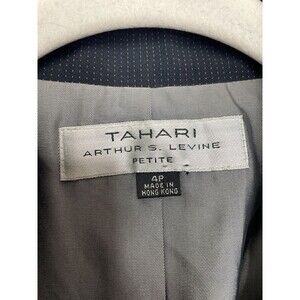 TAHARI
ARTHUR S. LEVINE
PETITE
4P
MADE IN
HONG KONG